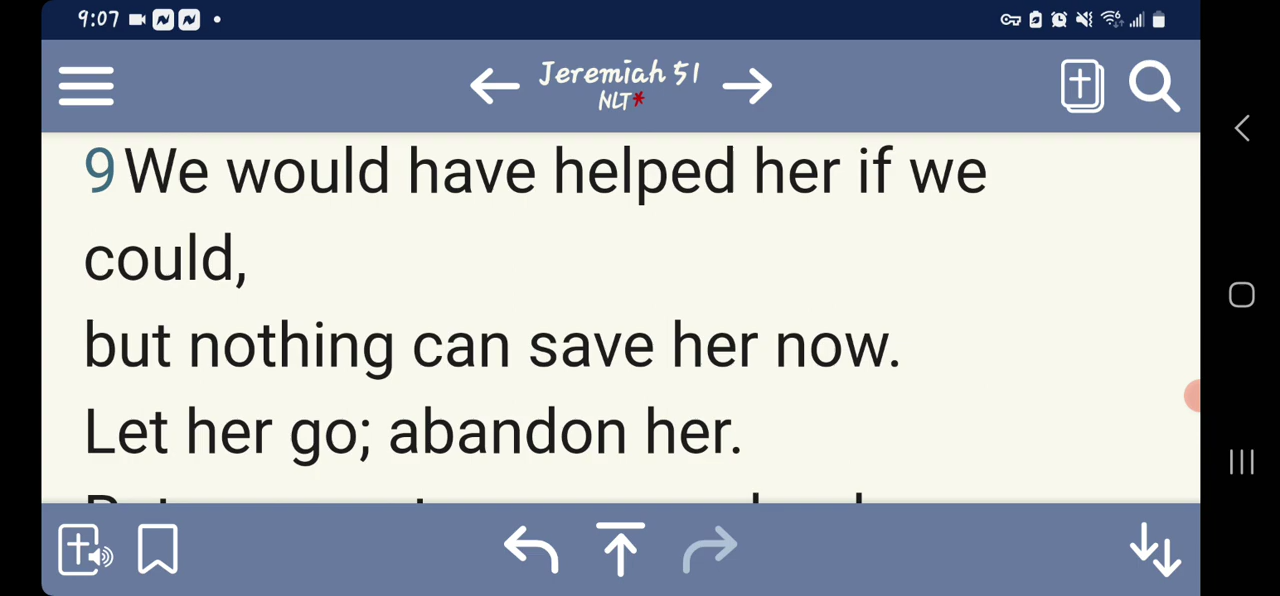 9:07
Jeremiah 51
NLT*
9 We would have helped her if we
could,
but nothing can save her now.
Let her go; abandon her.